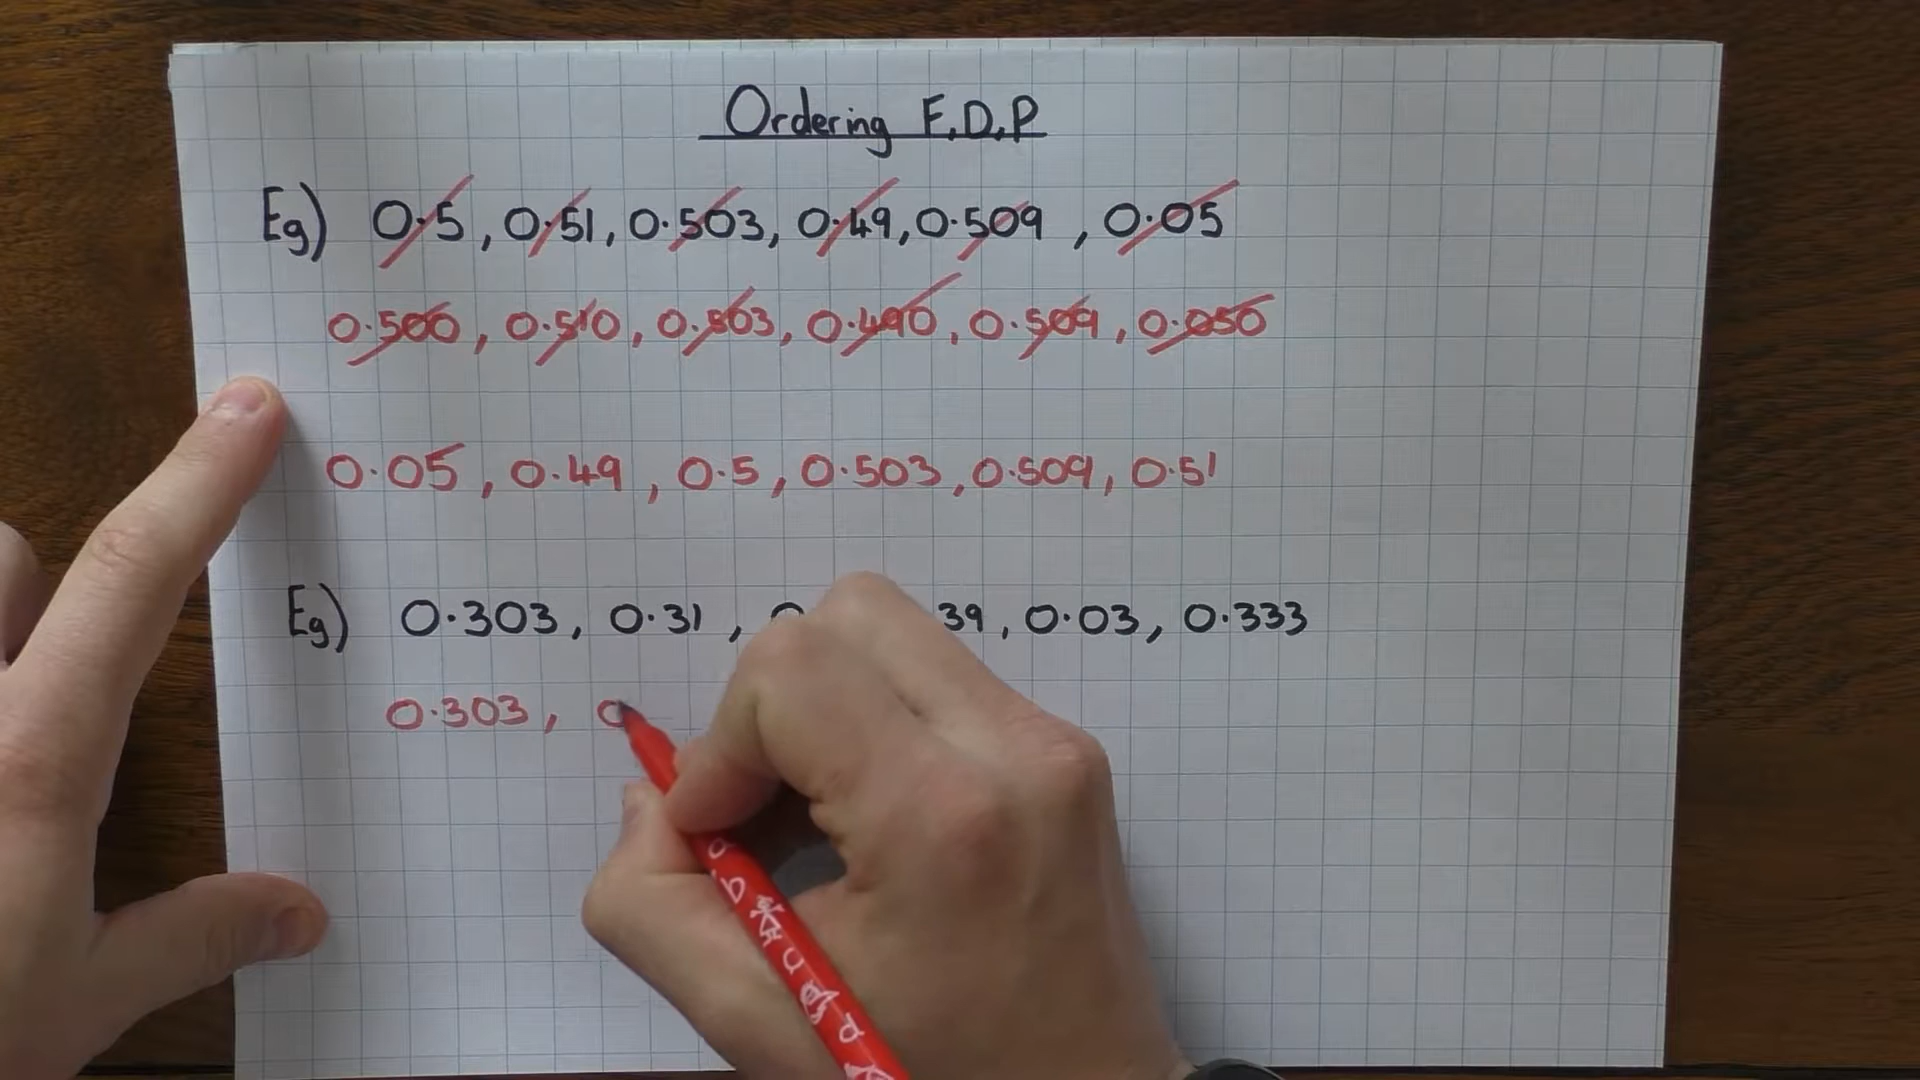 Ordering F.D.P
Eg) 0.5, 0.51, 0.503, 0.49, 0.509, 0.05
0.500, 0.510, 0.503, 0.490, 0.509, 0.050
0.05, 0.49, 0.5, 0.503, 0.509, 0.51
Eg) 0.303, 0.31, 39, 0.03, 0.333
0.303, 0